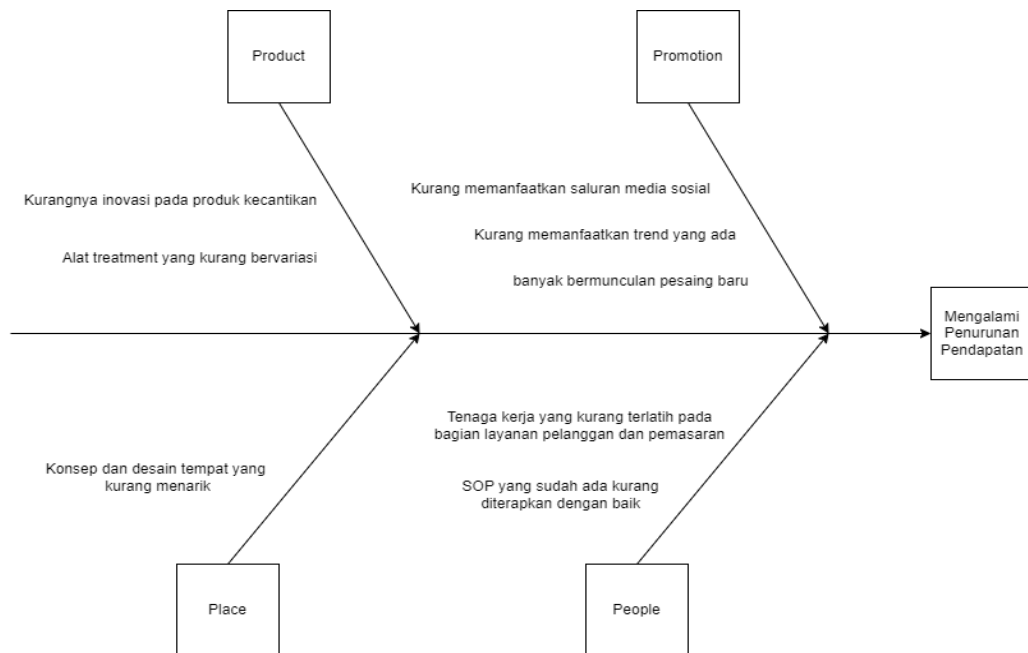 Product
Promotion
Kurangnya inovasi pada produk kecantikan
Alat treatment yang kurang bervariasi
Kurang memanfaatkan saluran media sosial
Kurang memanfaatkan trend yang ada
banyak bermunculan pesaing baru
Mengalami
Penurunan
Pendapatan
Konsep dan desain tempat yang
kurang menarik
Tenaga kerja yang kurang terlatih pada
bagian layanan pelanggan dan pemasaran
SOP yang sudah ada kurang
diterapkan dengan baik
Place
People